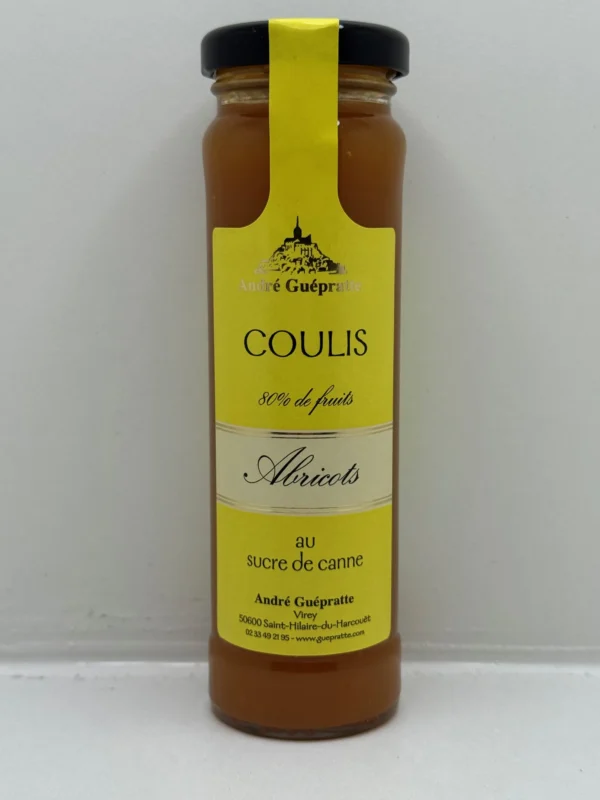 André Guépratte
COULIS
80% de fruits
Abricots
au
sucre de canne
André Guépratte
Virey
50600 Saint-Hilaire-du-Harcouët
02 33 49 21 95 - www.guepratte.com